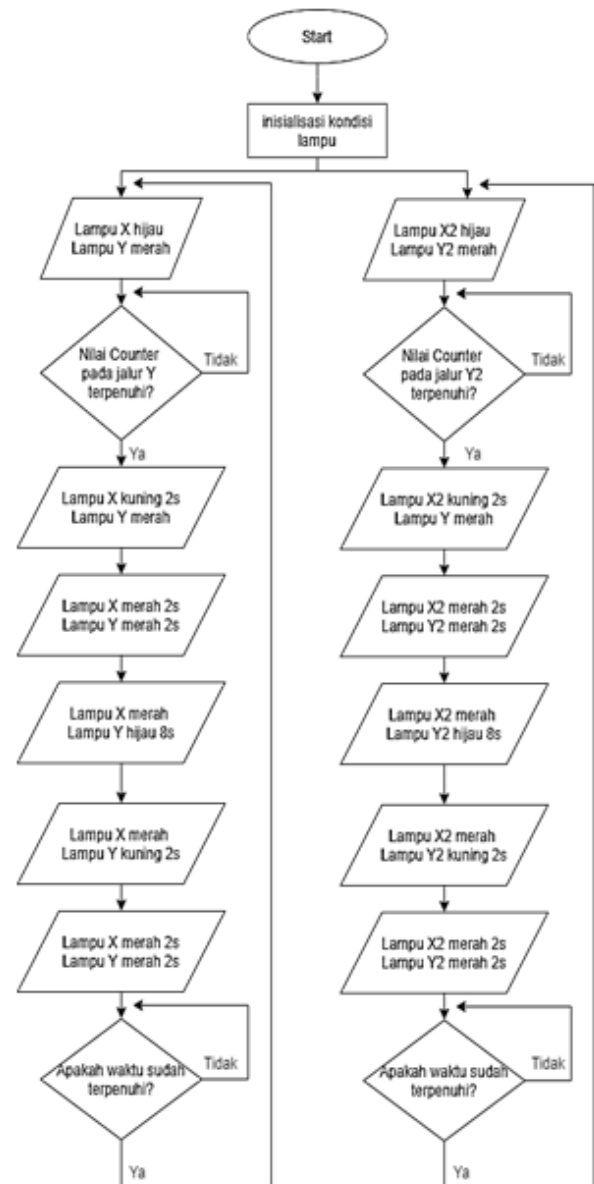 Start
inisialisasi kondisi
lampu
Lampu X hijau
Lampu Y merah
Nilai Counter
pada jalur Y
terpenuhi?
Tidak
Ya
Lampu X kuning 2s
Lampu Y merah
Lampu X merah 2s
Lampu Y merah 2s
Lampu X merah
Lampu Y hijau 8s
Lampu X merah
Lampu Y kuning 2s
Lampu X merah 2s
Lampu Y merah 2s
Apakah waktu sudah
terpenuhi?
Tidak
Ya
Lampu X2 hijau
Lampu Y2 merah
Nilai Counter
pada jalur Y2
terpenuhi?
Tidak
Ya
Lampu X2 kuning 2s
Lampu Y merah
Lampu X2 merah 2s
Lampu Y2 merah 2s
Lampu X2 merah
Lampu Y2 hijau 8s
Lampu X2 merah
Lampu Y2 kuning 2s
Lampu X2 merah 2s
Lampu Y2 merah 2s
Apakah waktu sudah
terpenuhi?
Tidak
Ya